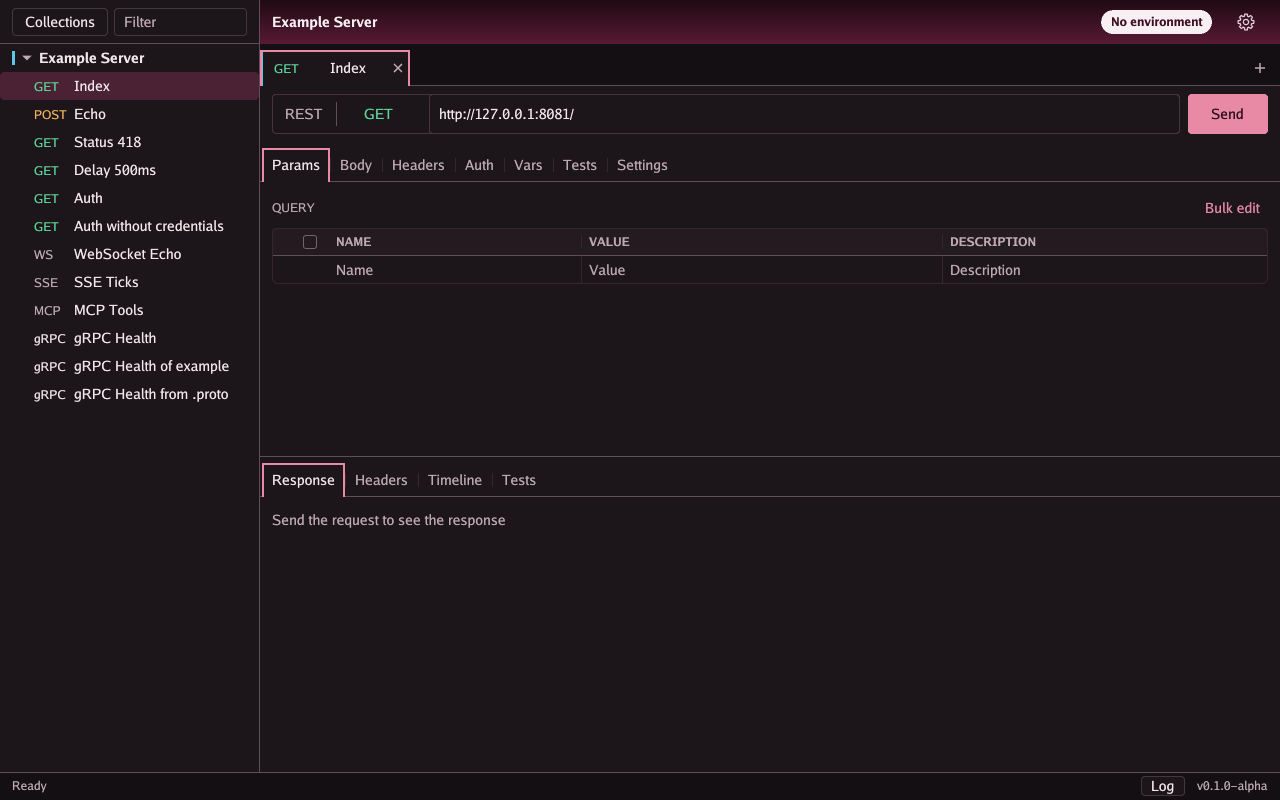 Collections
Filter
Example Server
No environment
Example Server
GET Index
POST Echo
GET Status 418
GET Delay 500ms
GET Auth
GET Auth without credentials
WS WebSocket Echo
SSE SSE Ticks
MCP MCP Tools
gRPC gRPC Health
gRPC gRPC Health of example
gRPC gRPC Health from .proto
GET Index
REST GET http://127.0.0.1:8081/ Send
Params Body Headers Auth Vars Tests Settings
QUERY Bulk edit
NAME VALUE DESCRIPTION
Name Value Description
Response Headers Timeline Tests
Send the request to see the response
Ready Log v0.1.0-alpha